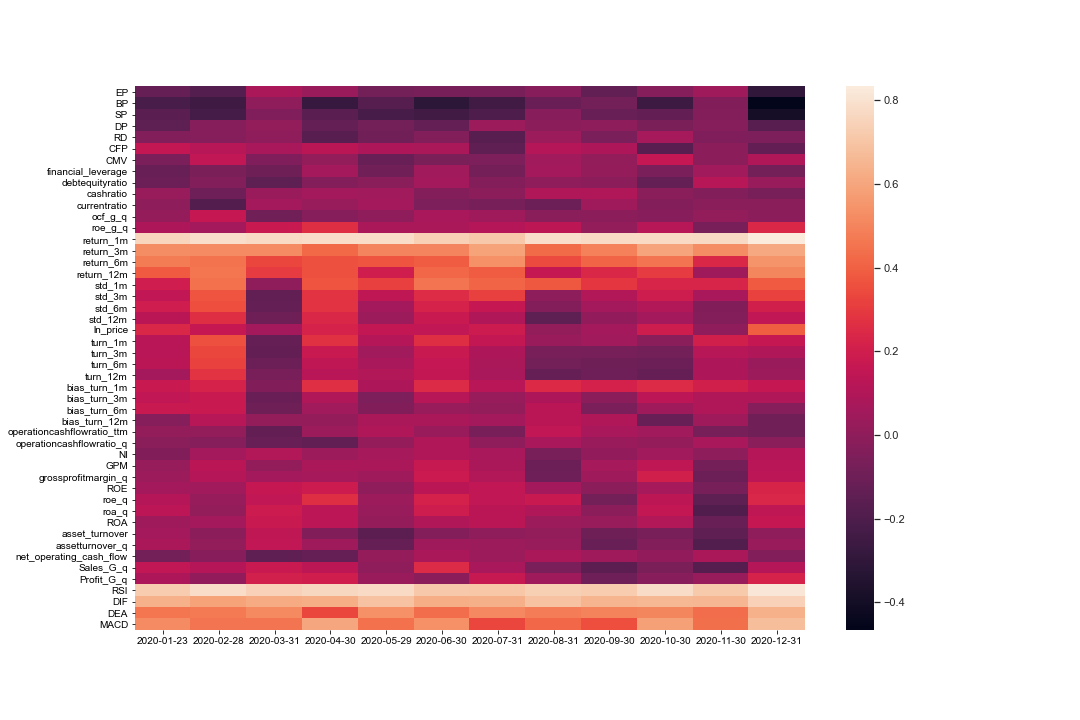 EP
BP
SP
DP
RD
CFP
CMV
financial_leverage
debtequityratio
cashratio
currentratio
ocf_g_q
roe_g_q
return_1m
return_3m
return_6m
return_12m
std_1m
std_3m
std_6m
std_12m
ln_price
turn_1m
turn_3m
turn_6m
turn_12m
bias_turn_1m
bias_turn_3m
bias_turn_6m
bias_turn_12m
operationcashflowratio_ttm
operationcashflowratio_q
NI
GPM
grossprofitmargin_q
ROE
roe_q
roa_q
ROA
asset_turnover
assetturnover_q
net_operating_cash_flow
Sales_G_q
Profit_G_q
RSI
DIF
DEA
MACD
2020-01-23 2020-02-28 2020-03-31 2020-04-30 2020-05-29 2020-06-30 2020-07-31 2020-08-31 2020-09-30 2020-10-30 2020-11-30 2020-12-31
0.8
0.6
0.4
0.2
0.0
−0.2
−0.4